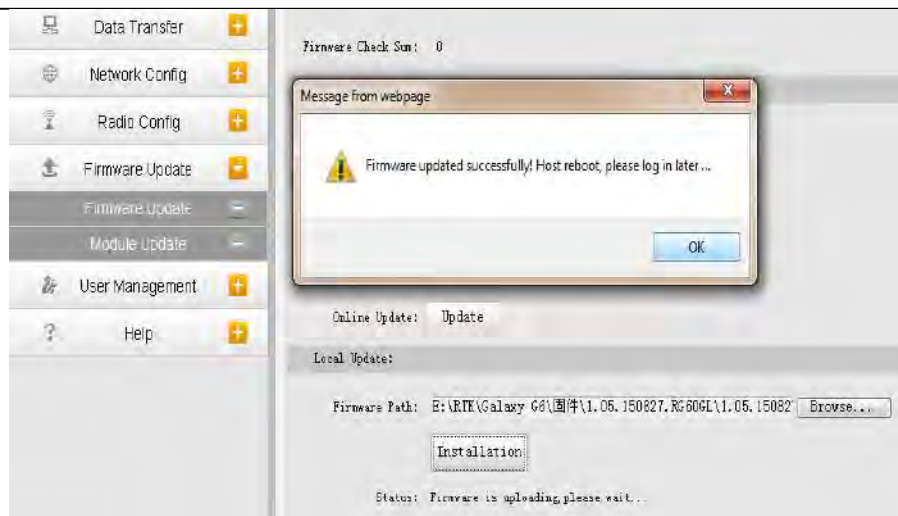 Data Transfer
Network Config
Radio Config
Firmware Update
Firmware Update
Module Update
User Management
Help
Firmware Check Sum: 0
Message from webpage
Firmware updated successfully! Host reboot, please log in later ...
OK
Online Update: Update
Local Update:
Firmware Path: E:\RTK\Galaxy G6\固件\1.05.150827.RG60GL\1.05.15082 Browse...
Installation
Status: Firmware is uploading,please wait...